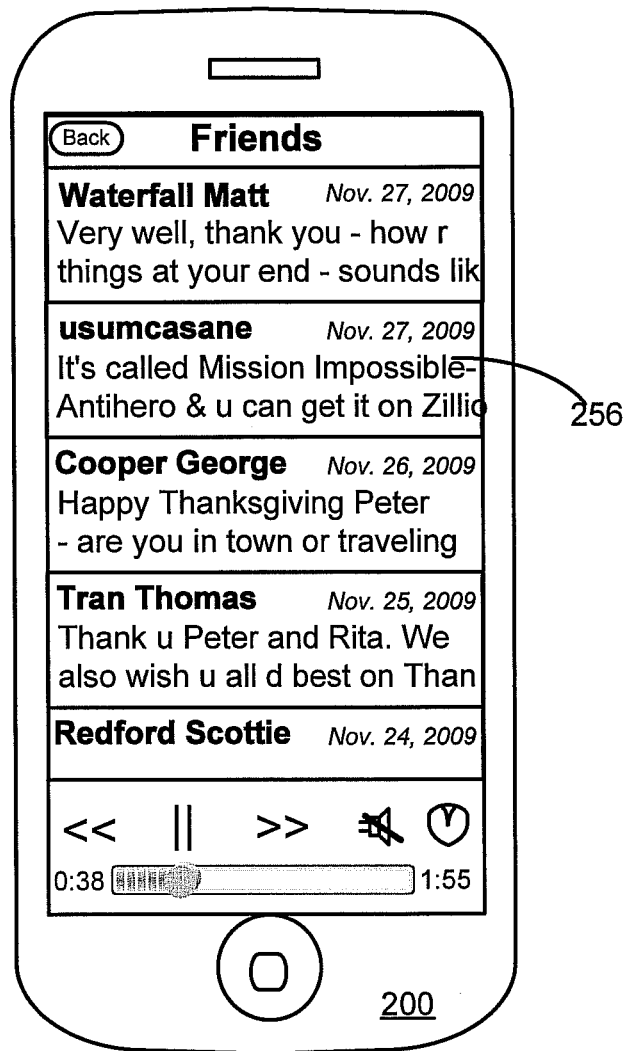 Back Friends
Waterfall Matt Nov. 27, 2009
Very well, thank you - how r
things at your end - sounds lik
usumcasane Nov. 27, 2009
It's called Mission Impossible-
Antihero & u can get it on Zillio
256
Cooper George Nov. 26, 2009
Happy Thanksgiving Peter
- are you in town or traveling
Tran Thomas Nov. 25, 2009
Thank u Peter and Rita. We
also wish u all d best on Than
Redford Scottie Nov. 24, 2009
<< || >>
0:38 1:55
200